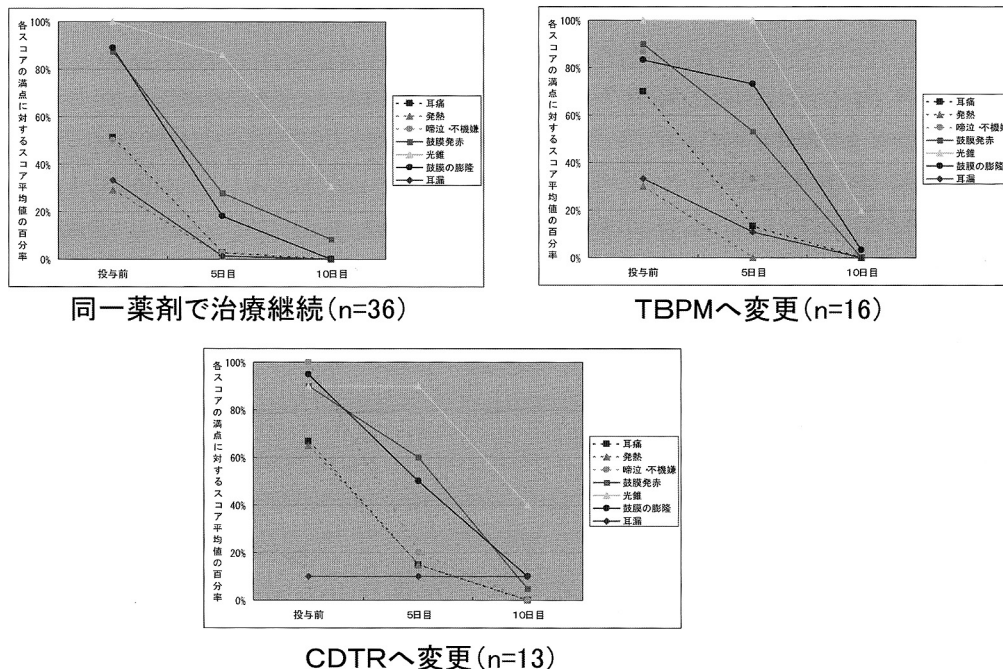 各スコアの満点に対するスコア平均値の百分率
100%
80%
60%
40%
20%
0%
投与前
5日目
10日目
耳痛
発熱
啼泣・不機嫌
鼓膜発赤
光錐
鼓膜の膨隆
耳漏
同一薬剤で治療継続(n=36)
各スコアの満点に対するスコア平均値の百分率
100%
80%
60%
40%
20%
0%
投与前
5日目
10日目
耳痛
発熱
啼泣・不機嫌
鼓膜発赤
光錐
鼓膜の膨隆
耳漏
TBPMへ変更(n=16)
各スコアの満点に対するスコア平均値の百分率
100%
80%
60%
40%
20%
0%
投与前
5日目
10日目
耳痛
発熱
啼泣・不機嫌
鼓膜発赤
光錐
鼓膜の膨隆
耳漏
CDTRへ変更(n=13)